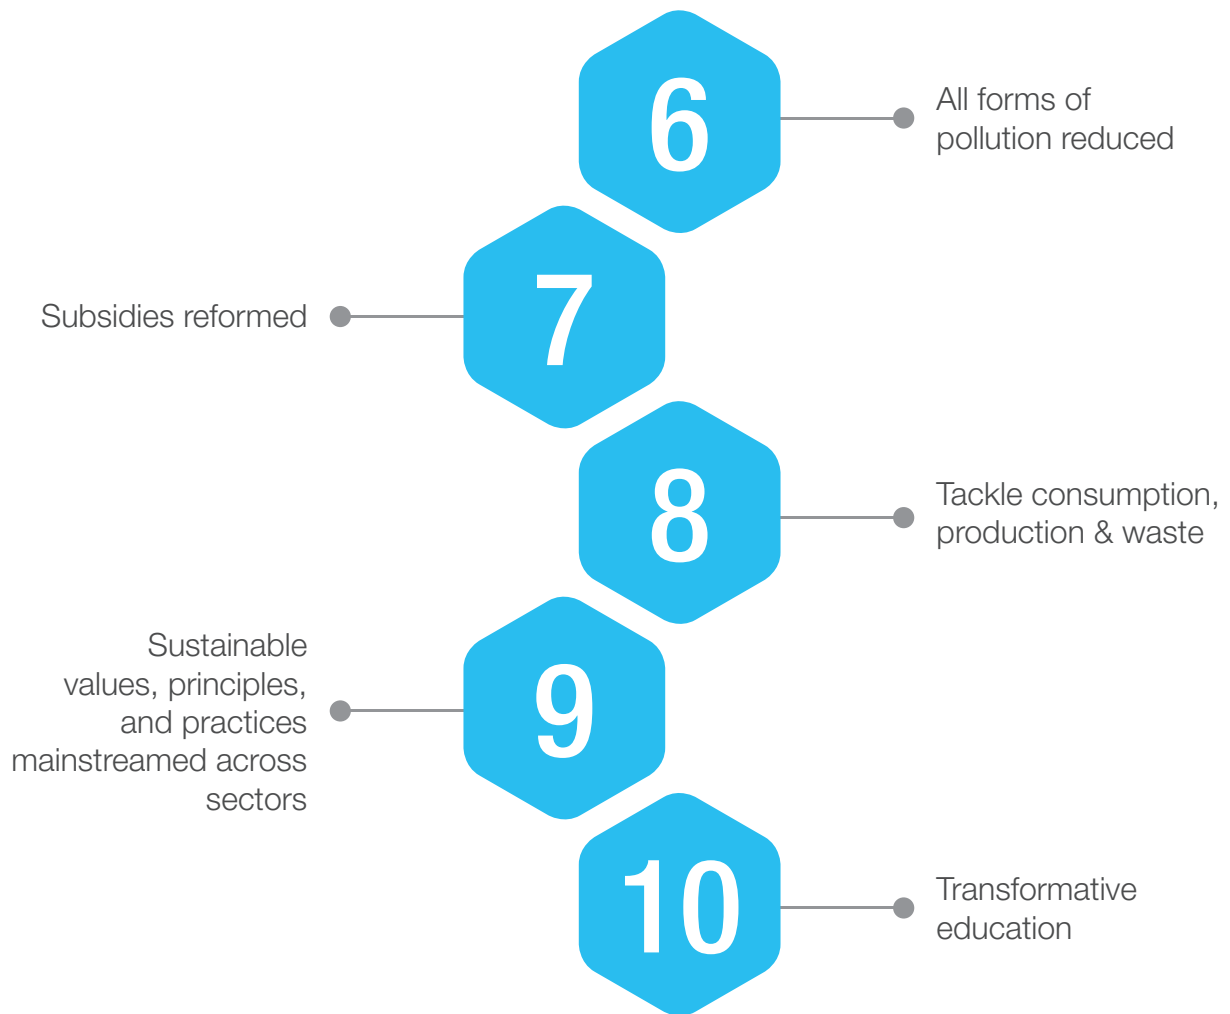 6
All forms of
pollution reduced
7
Subsidies reformed
8
Tackle consumption,
production & waste
9
Sustainable
values, principles,
and practices
mainstreamed across
sectors
10
Transformative
education